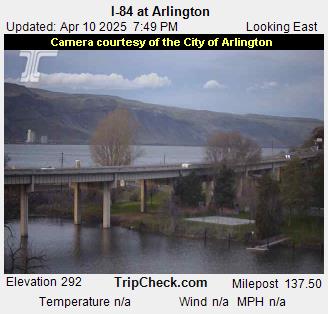 I-84 at Arlington
Updated: Apr 10 2025 7:49 PM Looking East
Camera courtesy of the City of Arlington
Elevation 292 TripCheck.com Milepost 137.50
Temperature n/a Wind n/a MPH n/a